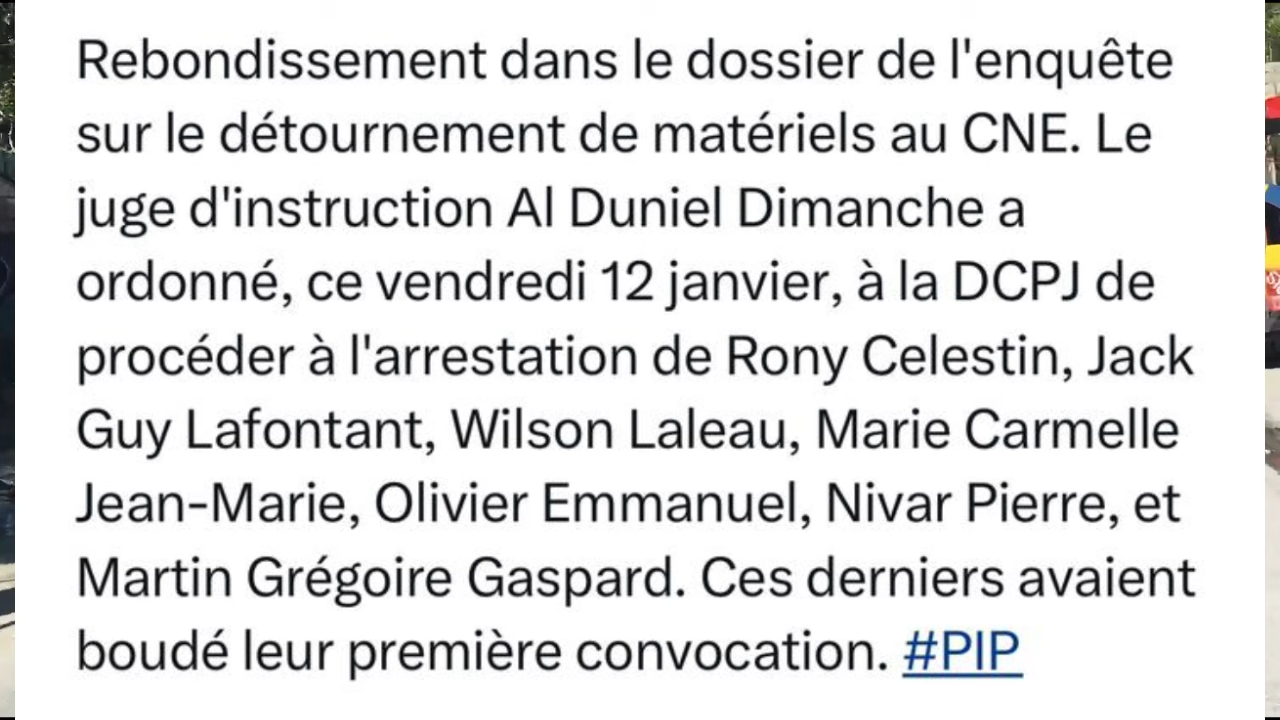 Rebondissement dans le dossier de l'enquête
sur le détournement de matériels au CNE. Le
juge d'instruction Al Duniel Dimanche a
ordonné, ce vendredi 12 janvier, à la DCPJ de
procéder à l'arrestation de Rony Celestin, Jack
Guy Lafontant, Wilson Laleau, Marie Carmelle
Jean-Marie, Olivier Emmanuel, Nivar Pierre, et
Martin Grégoire Gaspard. Ces derniers avaient
boudé leur première convocation. #PIP